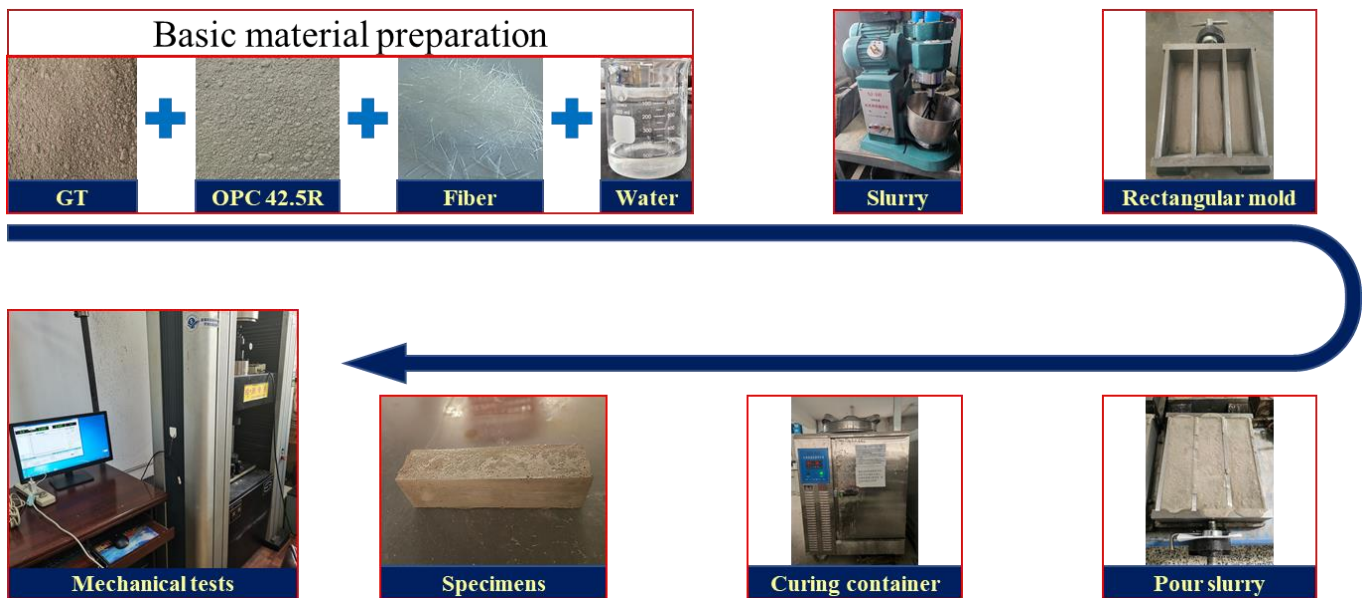 Basic material preparation
GT
OPC 42.5R
Fiber
Water
Slurry
Rectangular mold
Mechanical tests
Specimens
Curing container
Pour slurry